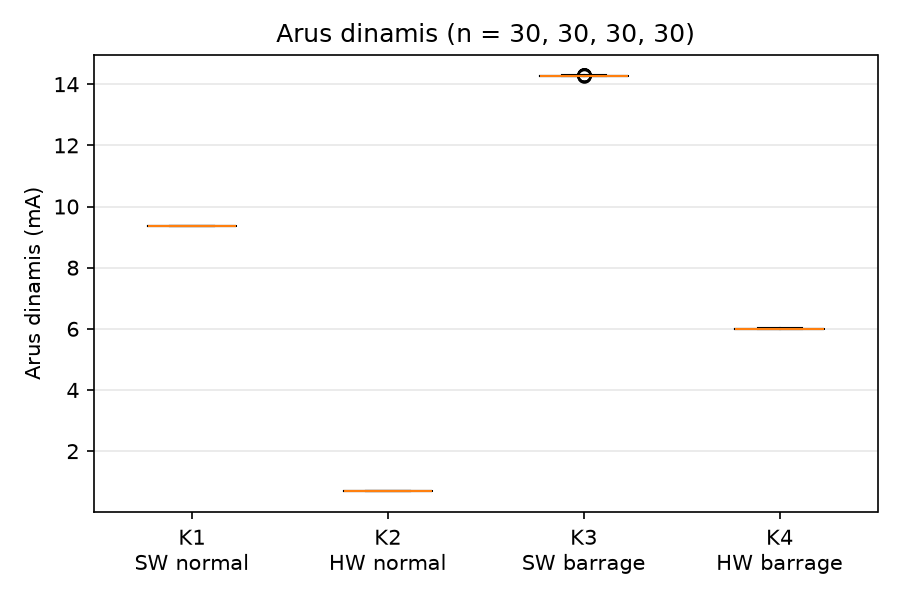 Arus dinamis (n = 30, 30, 30, 30)
Arus dinamis (mA)
14
12
10
8
6
4
2
K1
SW normal
K2
HW normal
K3
SW barrage
K4
HW barrage